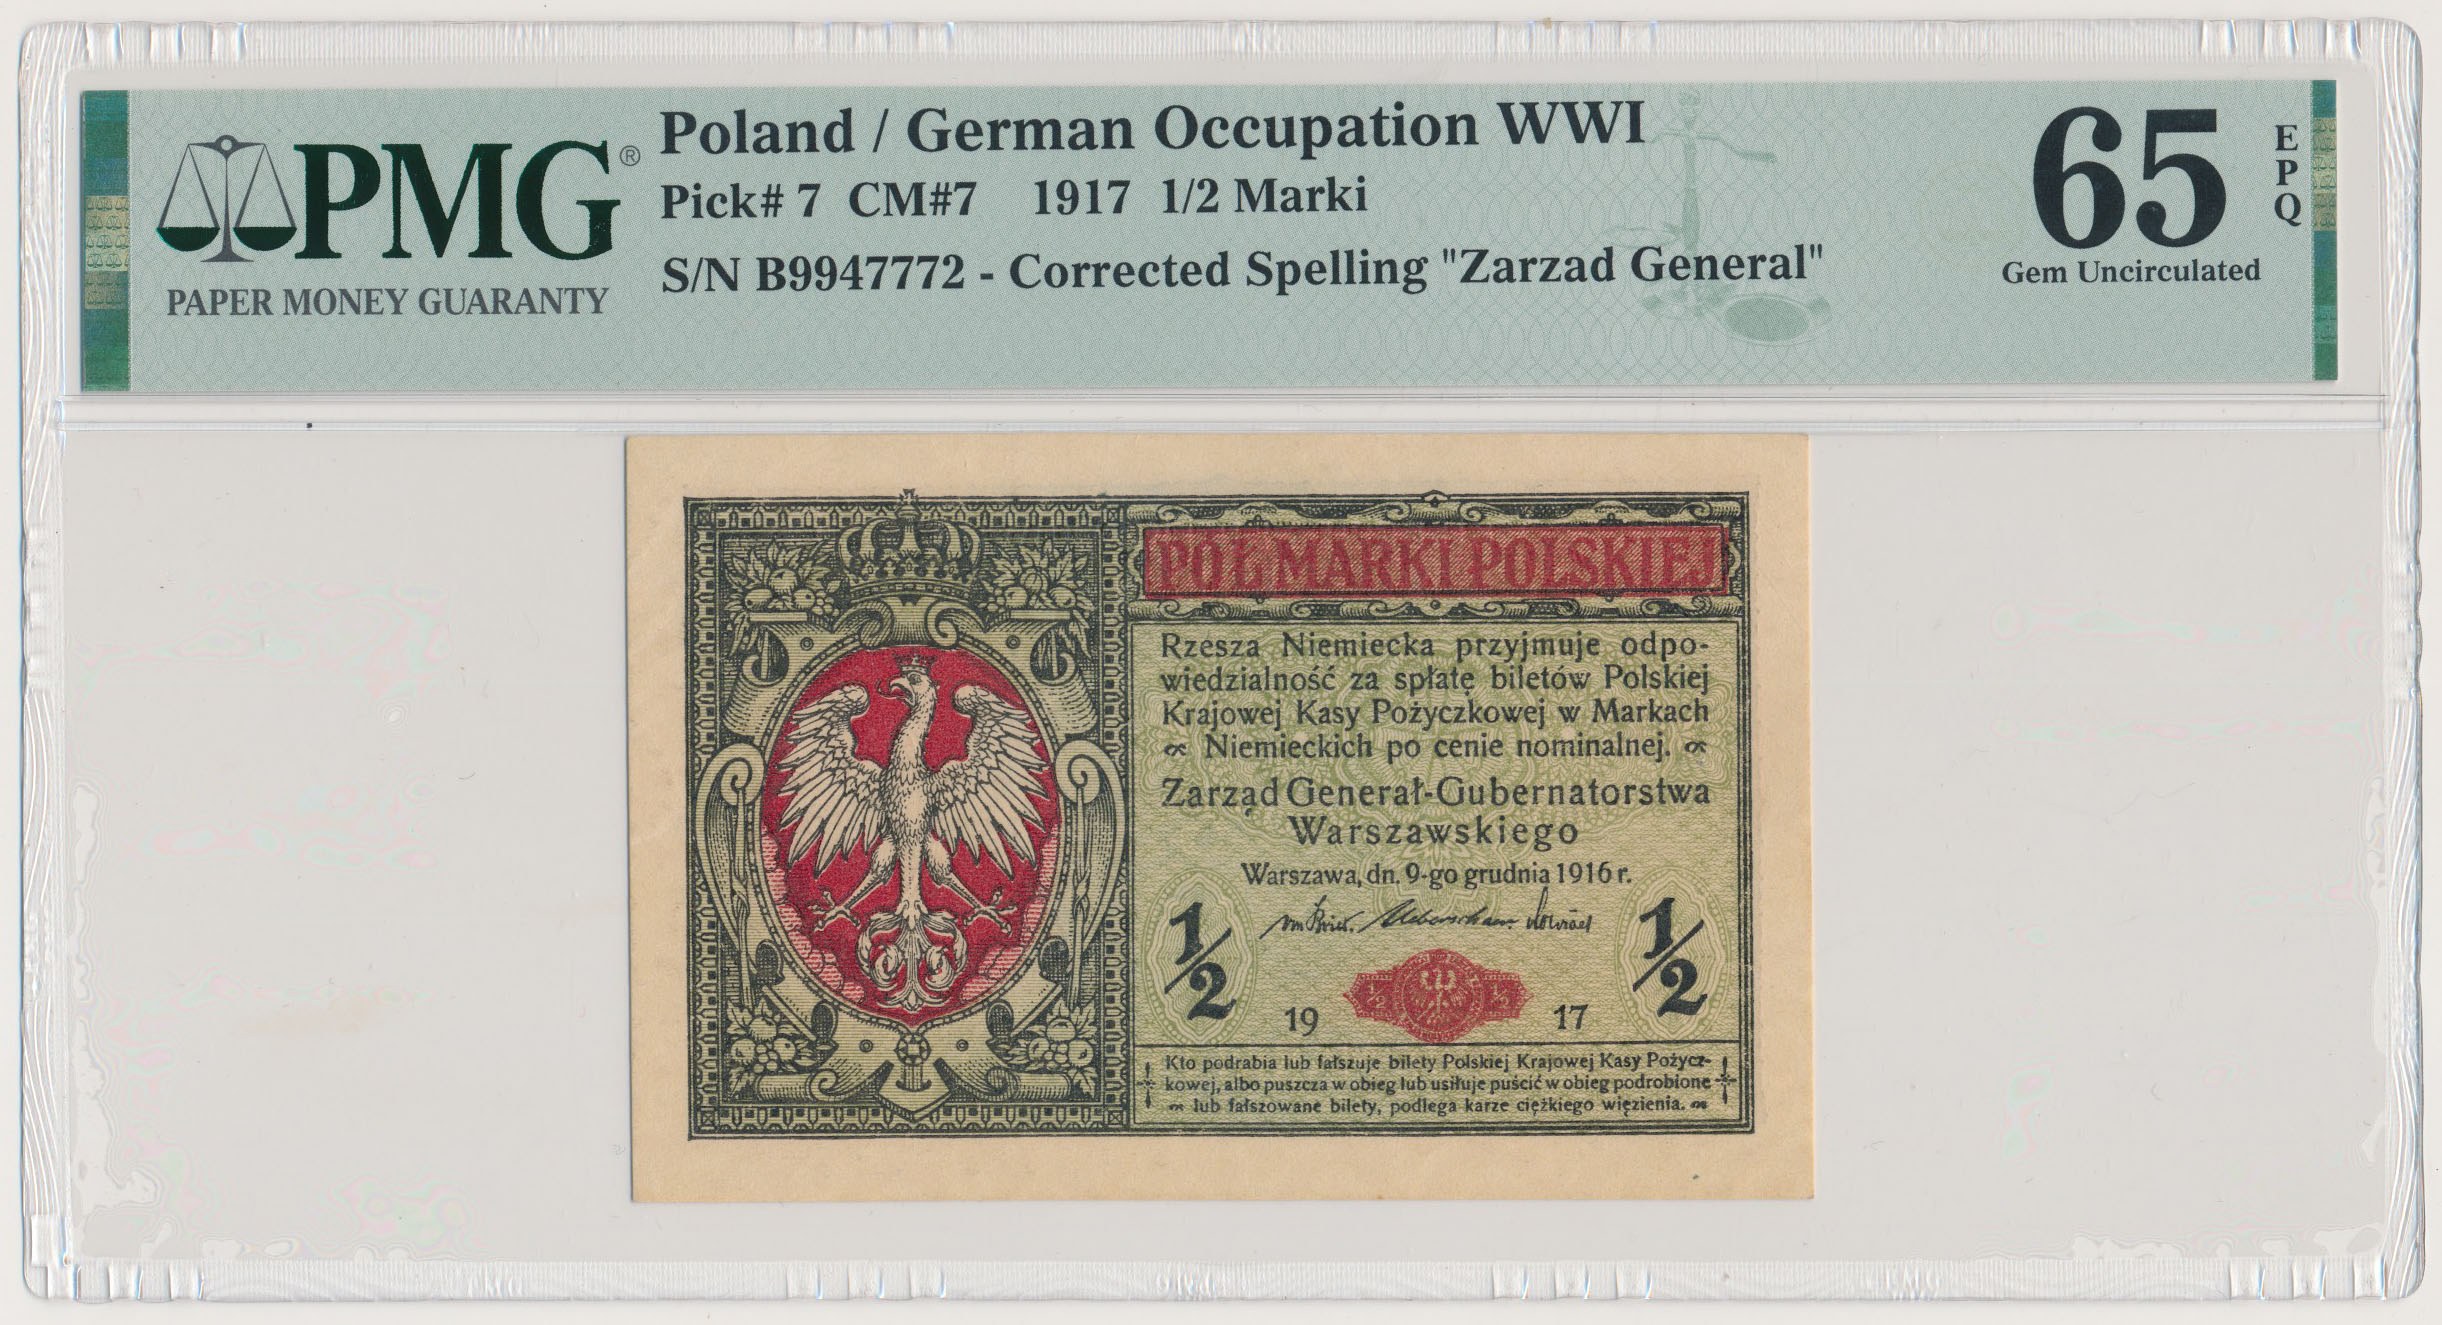 PMG®
PAPER MONEY GUARANTY
Poland / German Occupation WWI
Pick# 7 CM#7 1917 1/2 Marki
S/N B9947772 - Corrected Spelling "Zarzad General"
65
EPQ
Gem Uncirculated
PÓŁ MARKI POLSKIEJ
Rzesza Niemiecka przyjmuje odpo-
wiedzialność za spłatę biletów Polskiej
Krajowej Kasy Pożyczkowej w Markach
Niemieckich po cenie nominalnej.
Zarząd Generał-Gubernatorstwa
Warszawskiego
Warszawa, dn. 9-go grudnia 1916 r.
1/2 1/2
1/2 1/2
19 17
Kto podrabia lub fałszuje bilety Polskiej Krajowej Kasy Pożycz-
kowej, albo puszcza w obieg lub usiłuje puścić w obieg podrobione
lub fałszowane bilety, podlega karze ciężkiego więzienia.